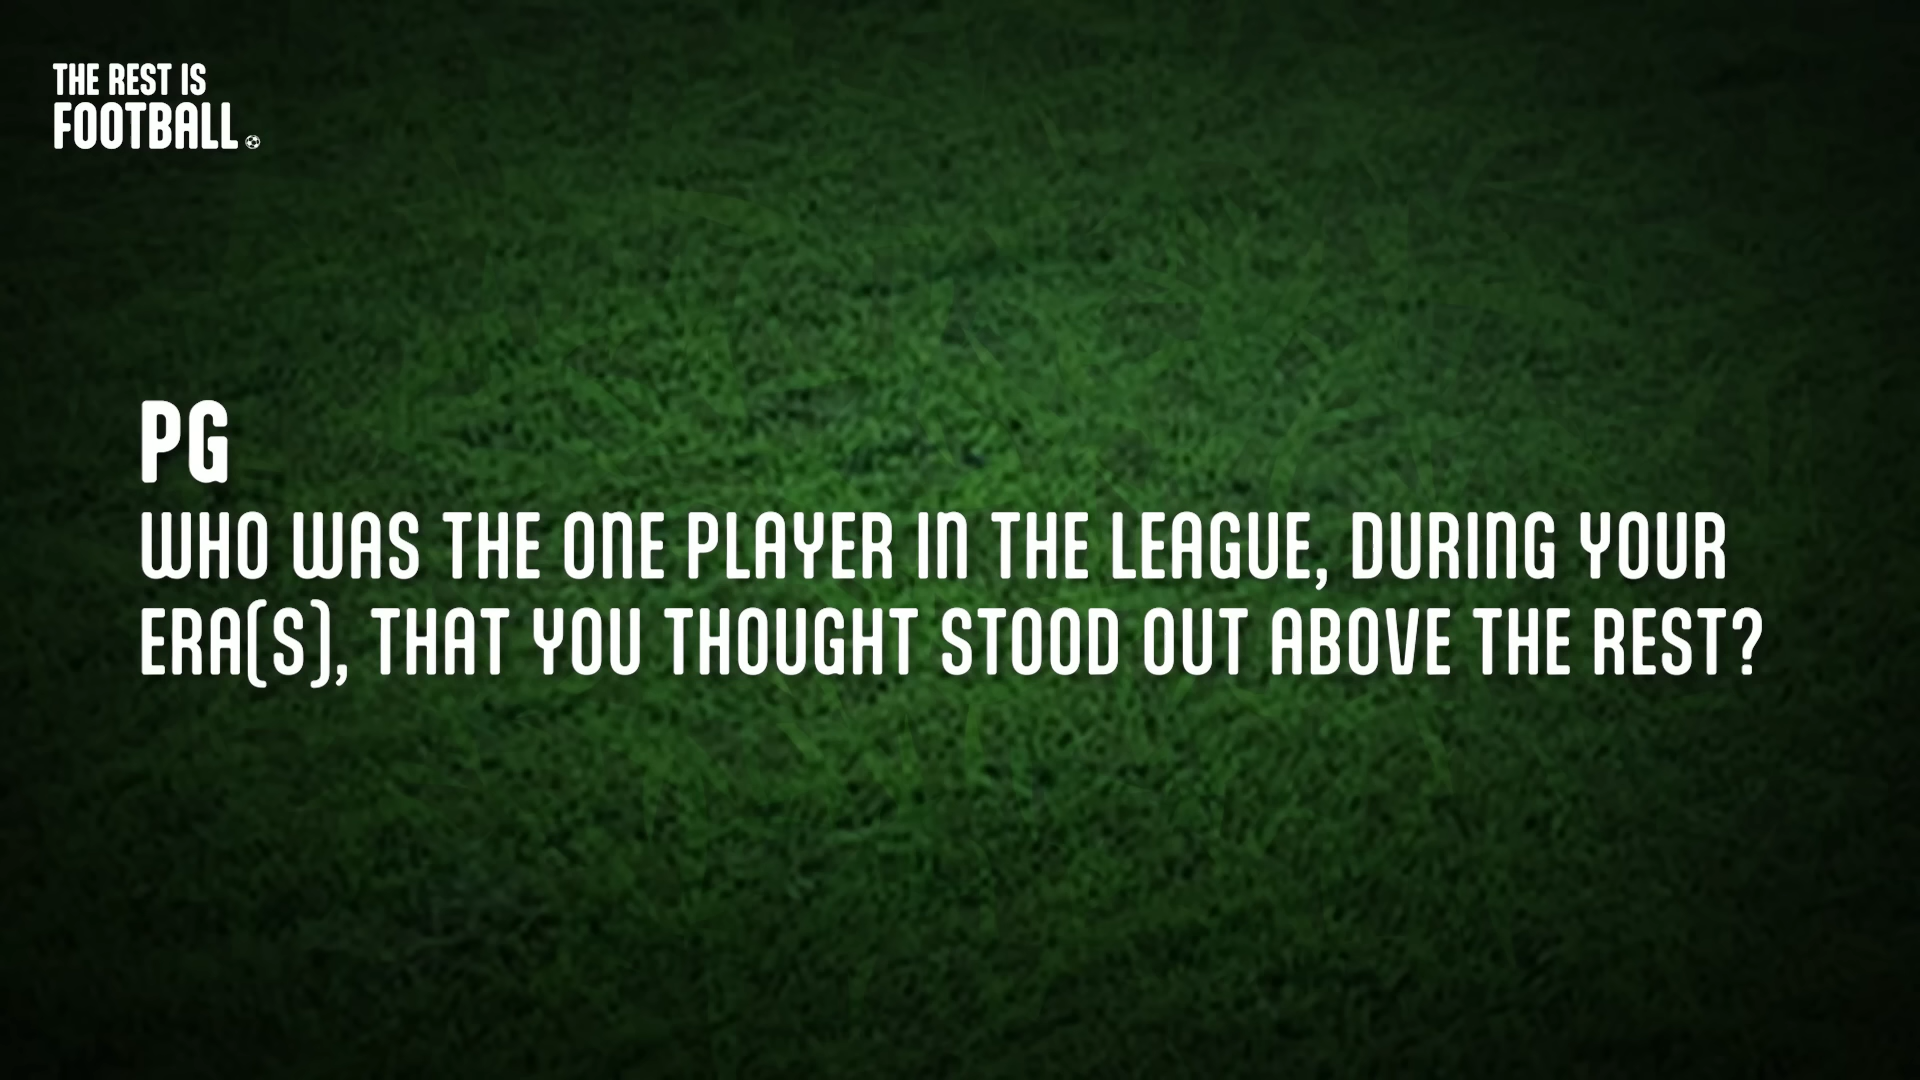 THE REST IS
FOOTBALL
PG
WHO WAS THE ONE PLAYER IN THE LEAGUE, DURING YOUR
ERA(S), THAT YOU THOUGHT STOOD OUT ABOVE THE REST?